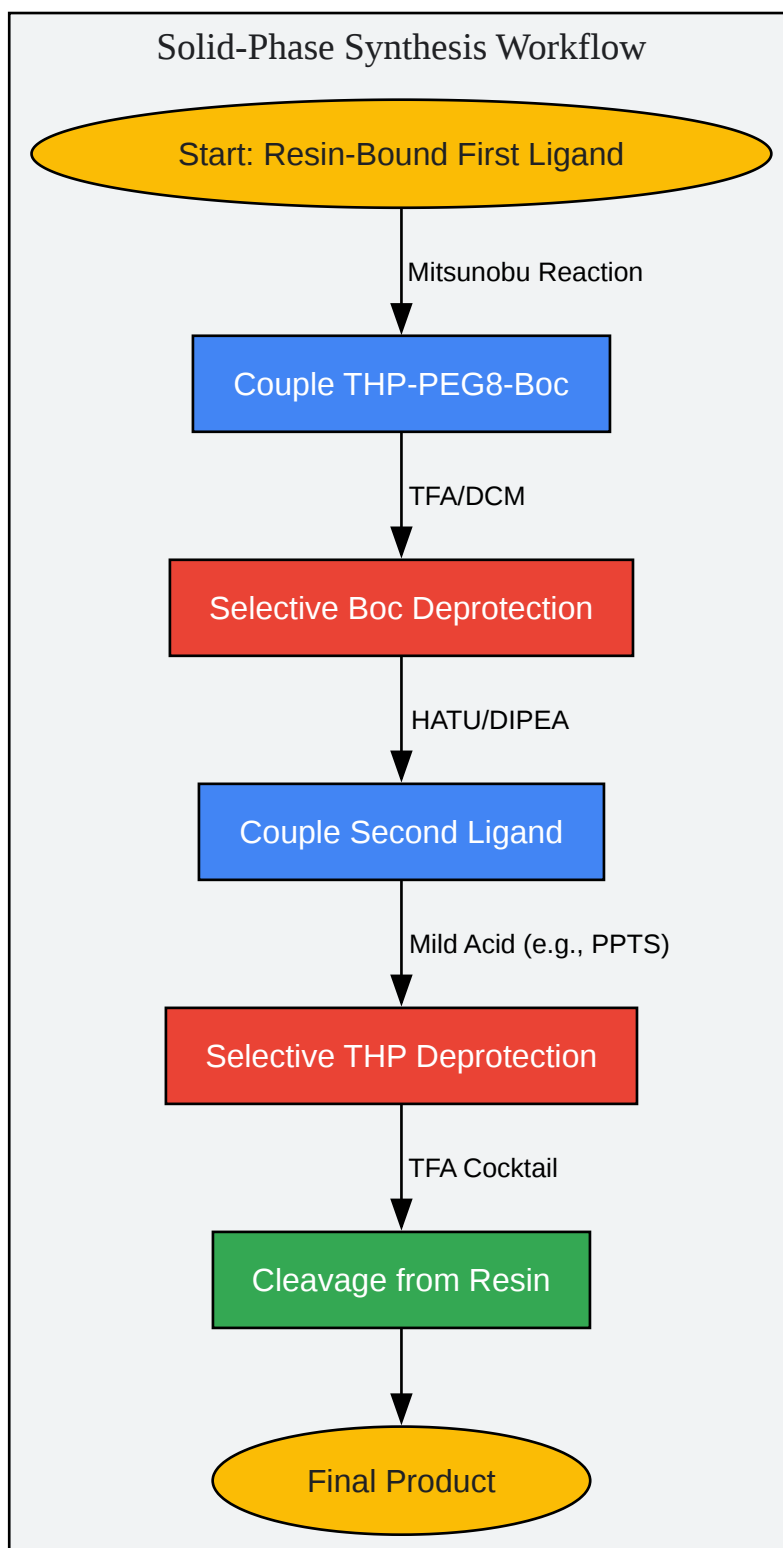 Solid-Phase Synthesis Workflow
Start: Resin-Bound First Ligand
Mitsunobu Reaction
Couple THP-PEG8-Boc
TFA/DCM
Selective Boc Deprotection
HATU/DIPEA
Couple Second Ligand
Mild Acid (e.g., PPTS)
Selective THP Deprotection
TFA Cocktail
Cleavage from Resin
Final Product